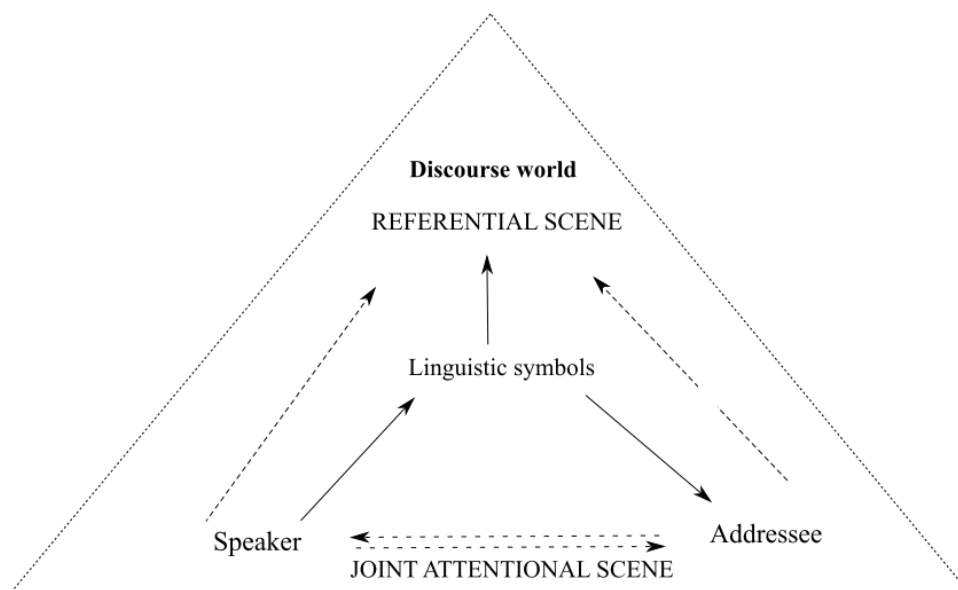 Discourse world
REFERENTIAL SCENE
Linguistic symbols
Speaker
Addressee
JOINT ATTENTIONAL SCENE